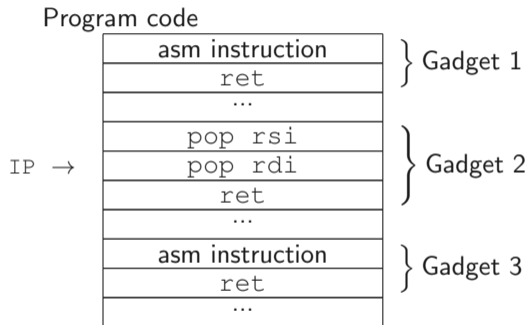 Program code
asm instruction
ret
Gadget 1
...
pop rsi
IP → pop rdi
Gadget 2
ret
...
asm instruction
ret
Gadget 3
...